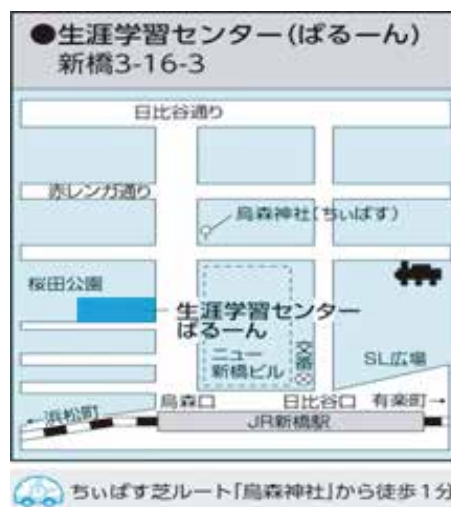 ●生涯学習センター(ばるーん)
新橋3-16-3
日比谷通り
赤レンガ通り
烏森神社(ちぃばす)
桜田公園
生涯学習センター
ばるーん
ニュー
新橋ビル
交番
SL広場
烏森口
日比谷口
有楽町→
←浜松町
JR新橋駅
ちぃばす芝ルート「烏森神社」から徒歩1分